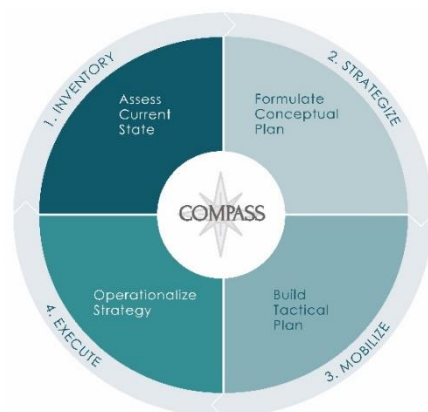 1. INVENTORY
Assess
Current
State
2. STRATEGIZE
Formulate
Conceptual
Plan
COMPASS
Operationalize
Strategy
4. EXECUTE
Build
Tactical
Plan
3. MOBILIZE